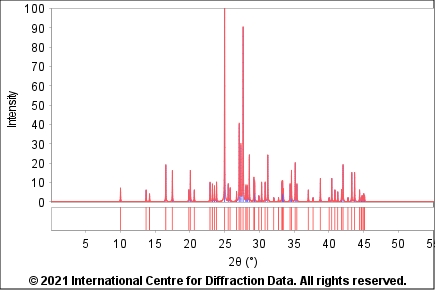 100
90
80
70
60
50
40
30
20
10
0
Intensity
5 10 15 20 25 30 35 40 45 50 55
2θ (°)
© 2021 International Centre for Diffraction Data. All rights reserved.